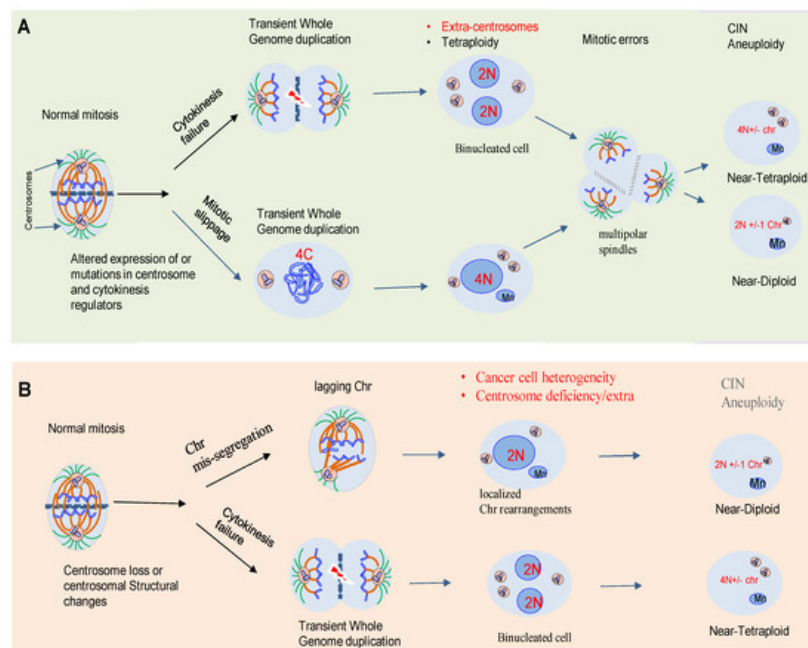 A
Transient Whole
Genome duplication
• Extra-centrosomes
• Tetraploidy
Mitotic errors
CIN
Aneuploidy
Normal mitosis
Centrosomes
Cytokinesis
failure
2N
2N
Binucleated cell
4N+/- chr
Mn
Near-Tetraploid
Mitotic
slippage
Transient Whole
Genome duplication
4C
4N
Mn
multipolar
spindles
2N +/-1 Chr
Mn
Near-Diploid
Altered expression of or
mutations in centrosome
and cytokinesis
regulators
B
lagging Chr
• Cancer cell heterogeneity
• Centrosome deficiency/extra
CIN
Aneuploidy
Normal mitosis
Chr
mis-segregation
2N
Mn
localized
Chr rearrangements
2N +/-1 Chr
Mn
Near-Diploid
Cytokinesis
failure
Centrosome loss or
centrosomal Structural
changes
Transient Whole
Genome duplication
2N
2N
Binucleated cell
4N+/- chr
Mn
Near-Tetraploid